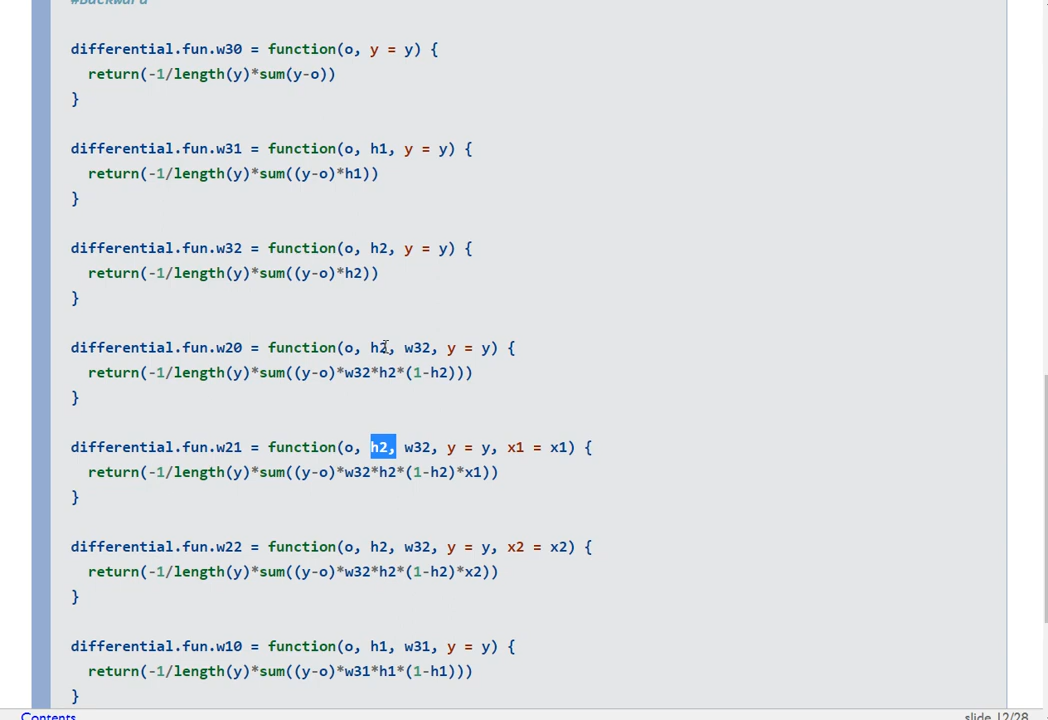 #Backward
differential.fun.w30 = function(o, y = y) {
return(-1/length(y)*sum(y-o))
}
differential.fun.w31 = function(o, h1, y = y) {
return(-1/length(y)*sum((y-o)*h1))
}
differential.fun.w32 = function(o, h2, y = y) {
return(-1/length(y)*sum((y-o)*h2))
}
differential.fun.w20 = function(o, h2, w32, y = y) {
return(-1/length(y)*sum((y-o)*w32*h2*(1-h2)))
}
differential.fun.w21 = function(o, h2, w32, y = y, x1 = x1) {
return(-1/length(y)*sum((y-o)*w32*h2*(1-h2)*x1))
}
differential.fun.w22 = function(o, h2, w32, y = y, x2 = x2) {
return(-1/length(y)*sum((y-o)*w32*h2*(1-h2)*x2))
}
differential.fun.w10 = function(o, h1, w31, y = y) {
return(-1/length(y)*sum((y-o)*w31*h1*(1-h1)))
}
Contents
slide 12/28